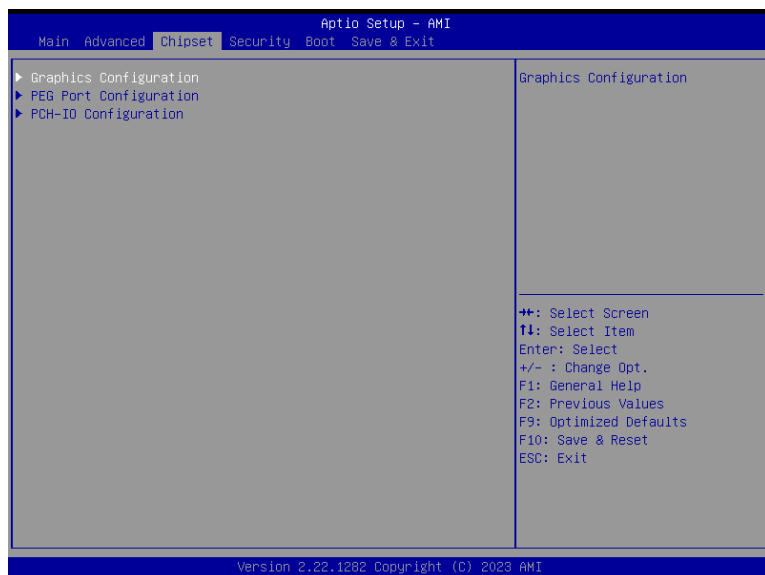 Aptio Setup – AMI
Main Advanced Chipset Security Boot Save & Exit
▶ Graphics Configuration
▶ PEG Port Configuration
▶ PCH-IO Configuration
Graphics Configuration
→←: Select Screen
↑↓: Select Item
Enter: Select
+/- : Change Opt.
F1: General Help
F2: Previous Values
F9: Optimized Defaults
F10: Save & Reset
ESC: Exit
Version 2.22.1282 Copyright (C) 2023 AMI